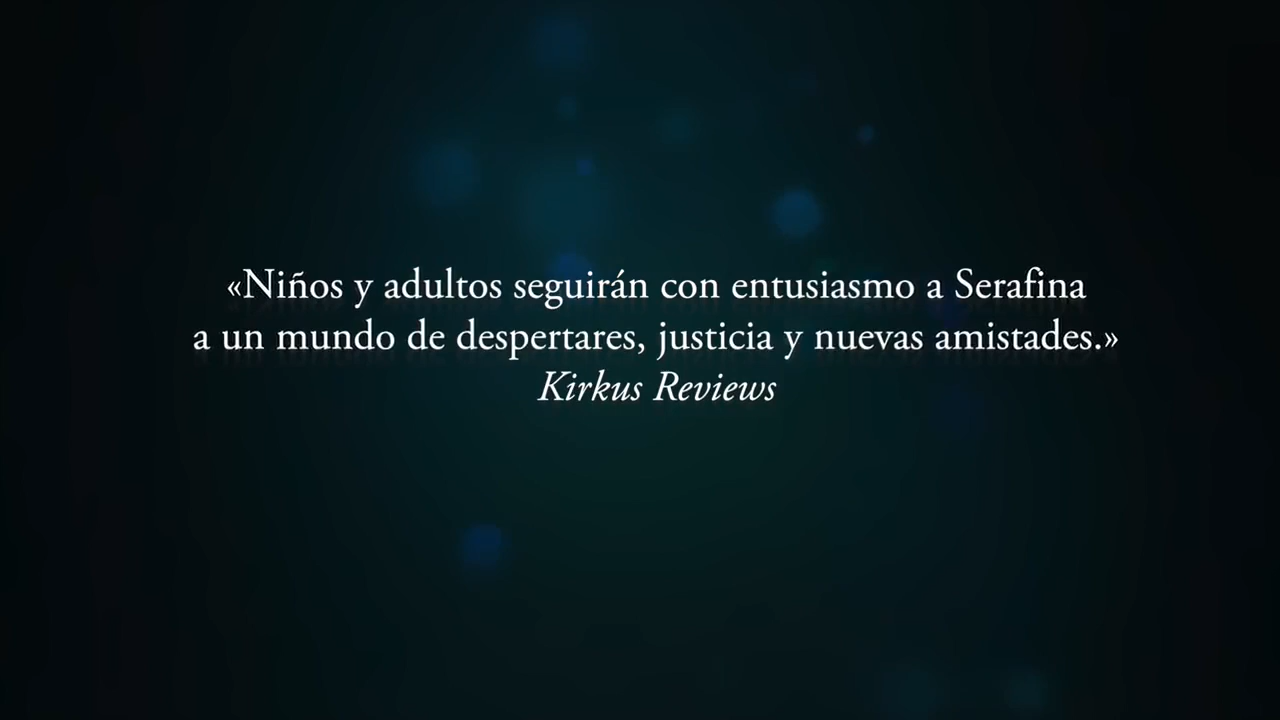 «Niños y adultos seguirán con entusiasmo a Serafina
a un mundo de despertares, justicia y nuevas amistades.»
Kirkus Reviews